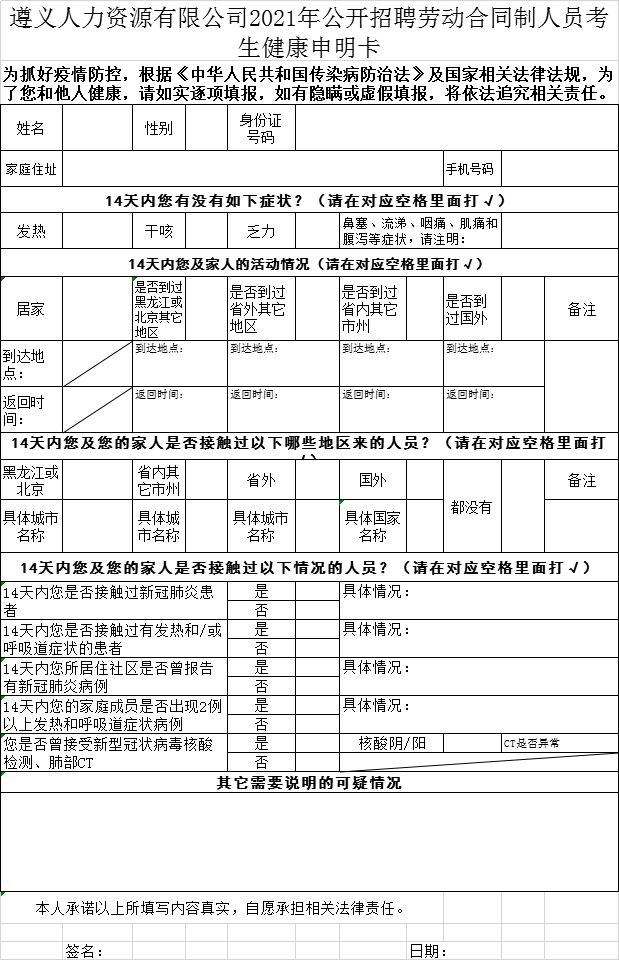 遵义人力资源有限公司2021年公开招聘劳动合同制人员考
生健康申明卡
为抓好疫情防控，根据《中华人民共和国传染病防治法》及国家相关法律法规，为
了您和他人健康，请如实逐项填报，如有隐瞒或虚假填报，将依法追究相关责任。
姓名 性别 身份证
号码
家庭住址 手机号码
14天内您有没有如下症状？（请在对应空格里面打√）
发热 干咳 乏力 鼻塞、流涕、咽痛、肌痛和
腹泻等症状，请注明：
14天内您及家人的活动情况（请在对应空格里面打√）
居家
是否到过
黑龙江或
北京其它
地区
是否到过
省外其它
地区
是否到过
省内其它
市州
是否到
过国外
备注
到达地
点：
到达地点： 到达地点： 到达地点： 到达地点：
返回时
间：
返回时间： 返回时间： 返回时间： 返回时间：
14天内您及您的家人是否接触过以下哪些地区来的人员？（请在对应空格里面打
黑龙江或
北京
省内其
它市州
省外
国外
都没有
备注
具体城市
名称
具体城
市名称
具体城市
名称
具体国家
名称
14天内您及您的家人是否接触过以下情况的人员？（请在对应空格里面打√）
14天内您是否接触过新冠肺炎患
者
是
否
具体情况：
14天内您是否接触过有发热和/或
呼吸道症状的患者
是
否
具体情况：
14天内您所居住社区是否曾报告
有新冠肺炎病例
是
否
具体情况：
14天内您的家庭成员是否出现2例
以上发热和呼吸道症状病例
是
否
具体情况：
您是否曾接受新型冠状病毒核酸
检测、肺部CT
是
否
核酸阴/阳 CT是否异常
其它需要说明的可疑情况
本人承诺以上所填写内容真实，自愿承担相关法律责任。
签名： 日期：